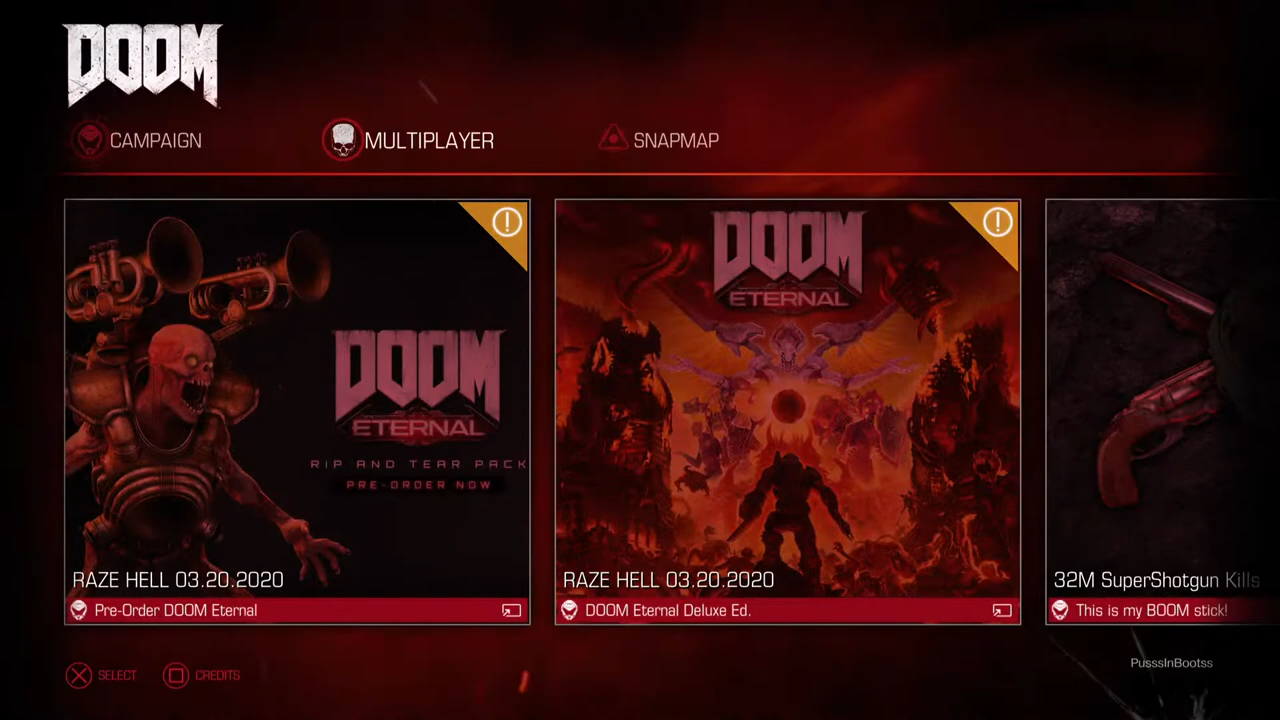 DOOM
CAMPAIGN
MULTIPLAYER
SNAPMAP
DOOM
ETERNAL
RIP AND TEAR PACK
PRE-ORDER NOW
RAZE HELL 03.20.2020
Pre-Order DOOM Eternal
DOOM
ETERNAL
RAZE HELL 03.20.2020
DOOM Eternal Deluxe Ed.
32M SuperShotgun Kills
This is my BOOM stick!
SELECT
CREDITS
PusssInBootss